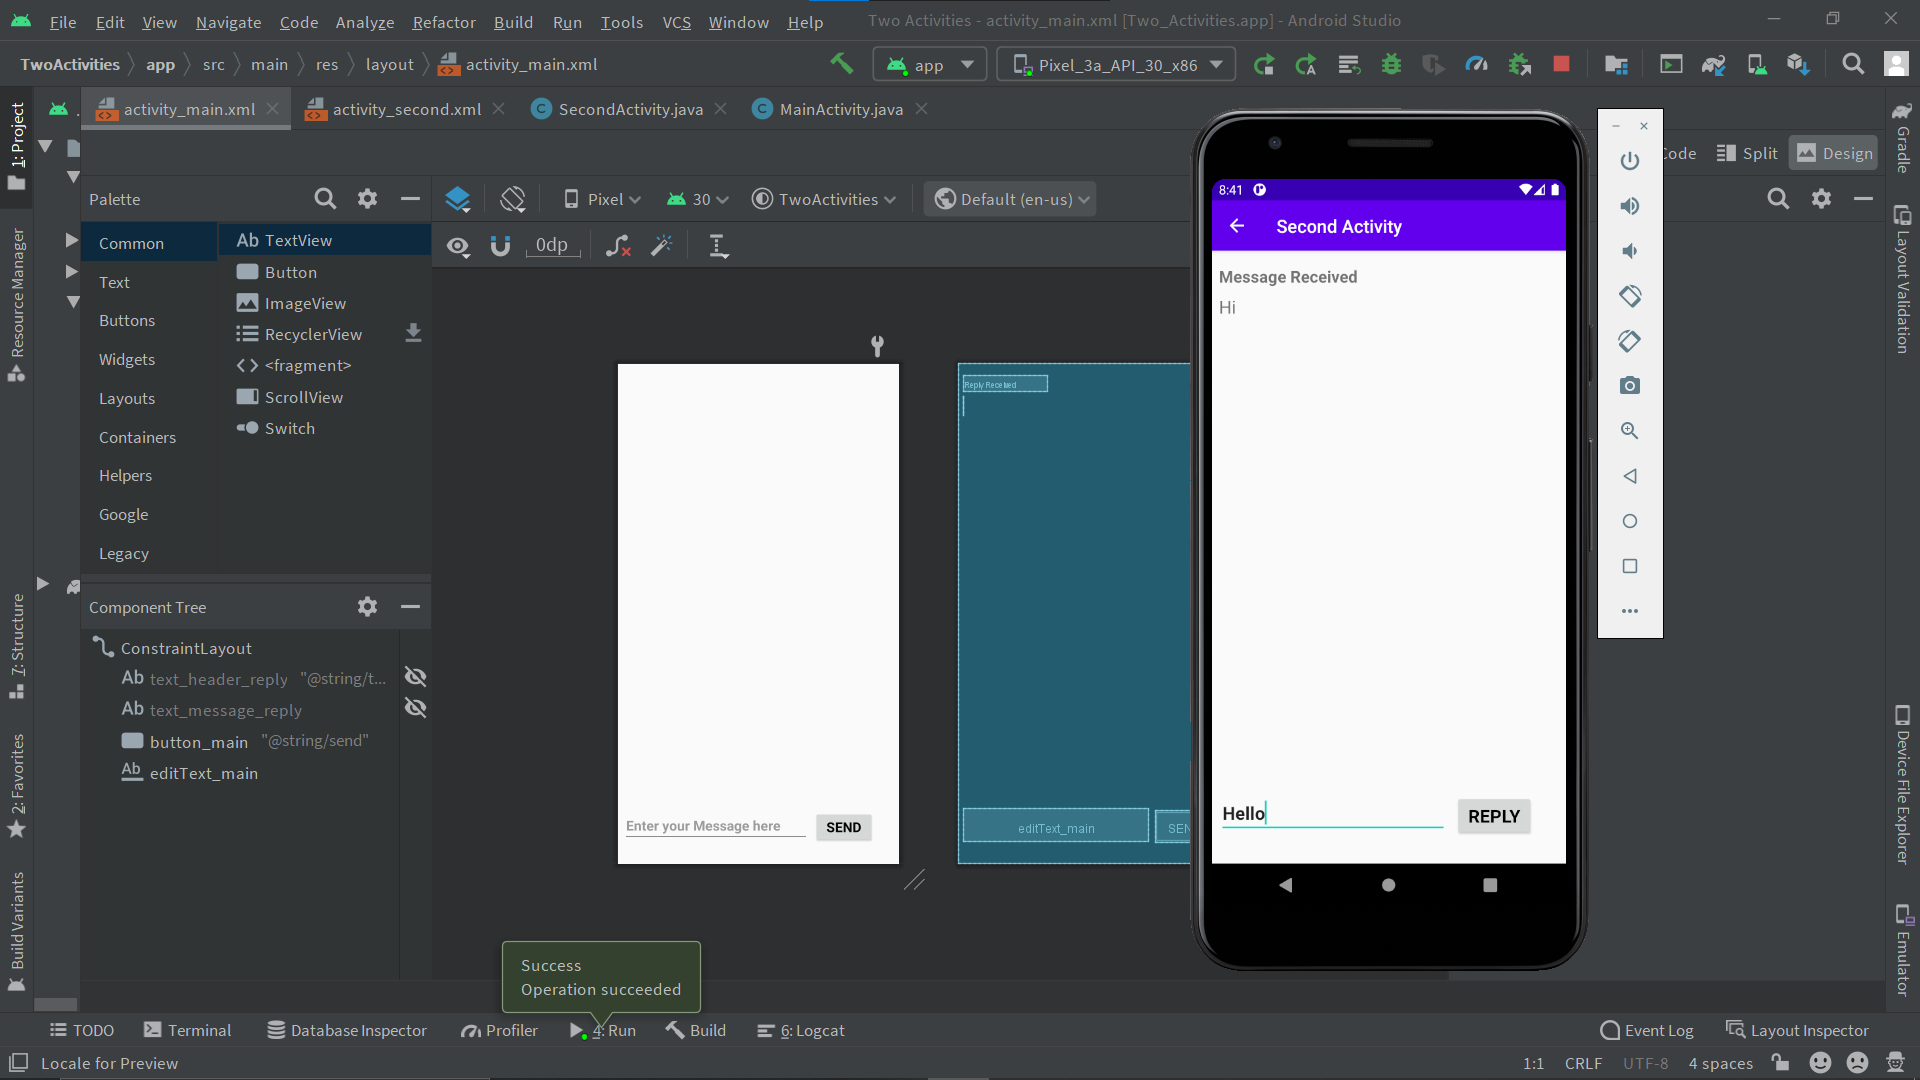 File Edit View Navigate Code Analyze Refactor Build Run Tools VCS Window Help Two Activities - activity_main.xml [Two_Activities.app] - Android Studio
TwoActivities app src main res layout activity_main.xml app Pixel_3a_API_30_x86
activity_main.xml activity_second.xml SecondActivity.java MainActivity.java
Split Design
Palette Pixel 30 TwoActivities Default (en-us)
0dp
Common
Text
Buttons
Widgets
Layouts
Containers
Helpers
Google
Legacy
Ab TextView
Button
ImageView
RecyclerView
<fragment>
ScrollView
Switch
Component Tree
ConstraintLayout
Ab text_header_reply "@string/t...
Ab text_message_reply
button_main "@string/send"
Ab editText_main
Enter your Message here SEND
Reply Received
editText_main
8:41
Second Activity
Message Received
Hi
Hello REPLY
1: Project
Resource Manager
7: Structure
2: Favorites
Build Variants
Gradle
Layout Validation
Device File Explorer
Emulator
Success
Operation succeeded
TODO Terminal Database Inspector Profiler 4: Run Build 6: Logcat Event Log Layout Inspector
Locale for Preview 1:1 CRLF UTF-8 4 spaces